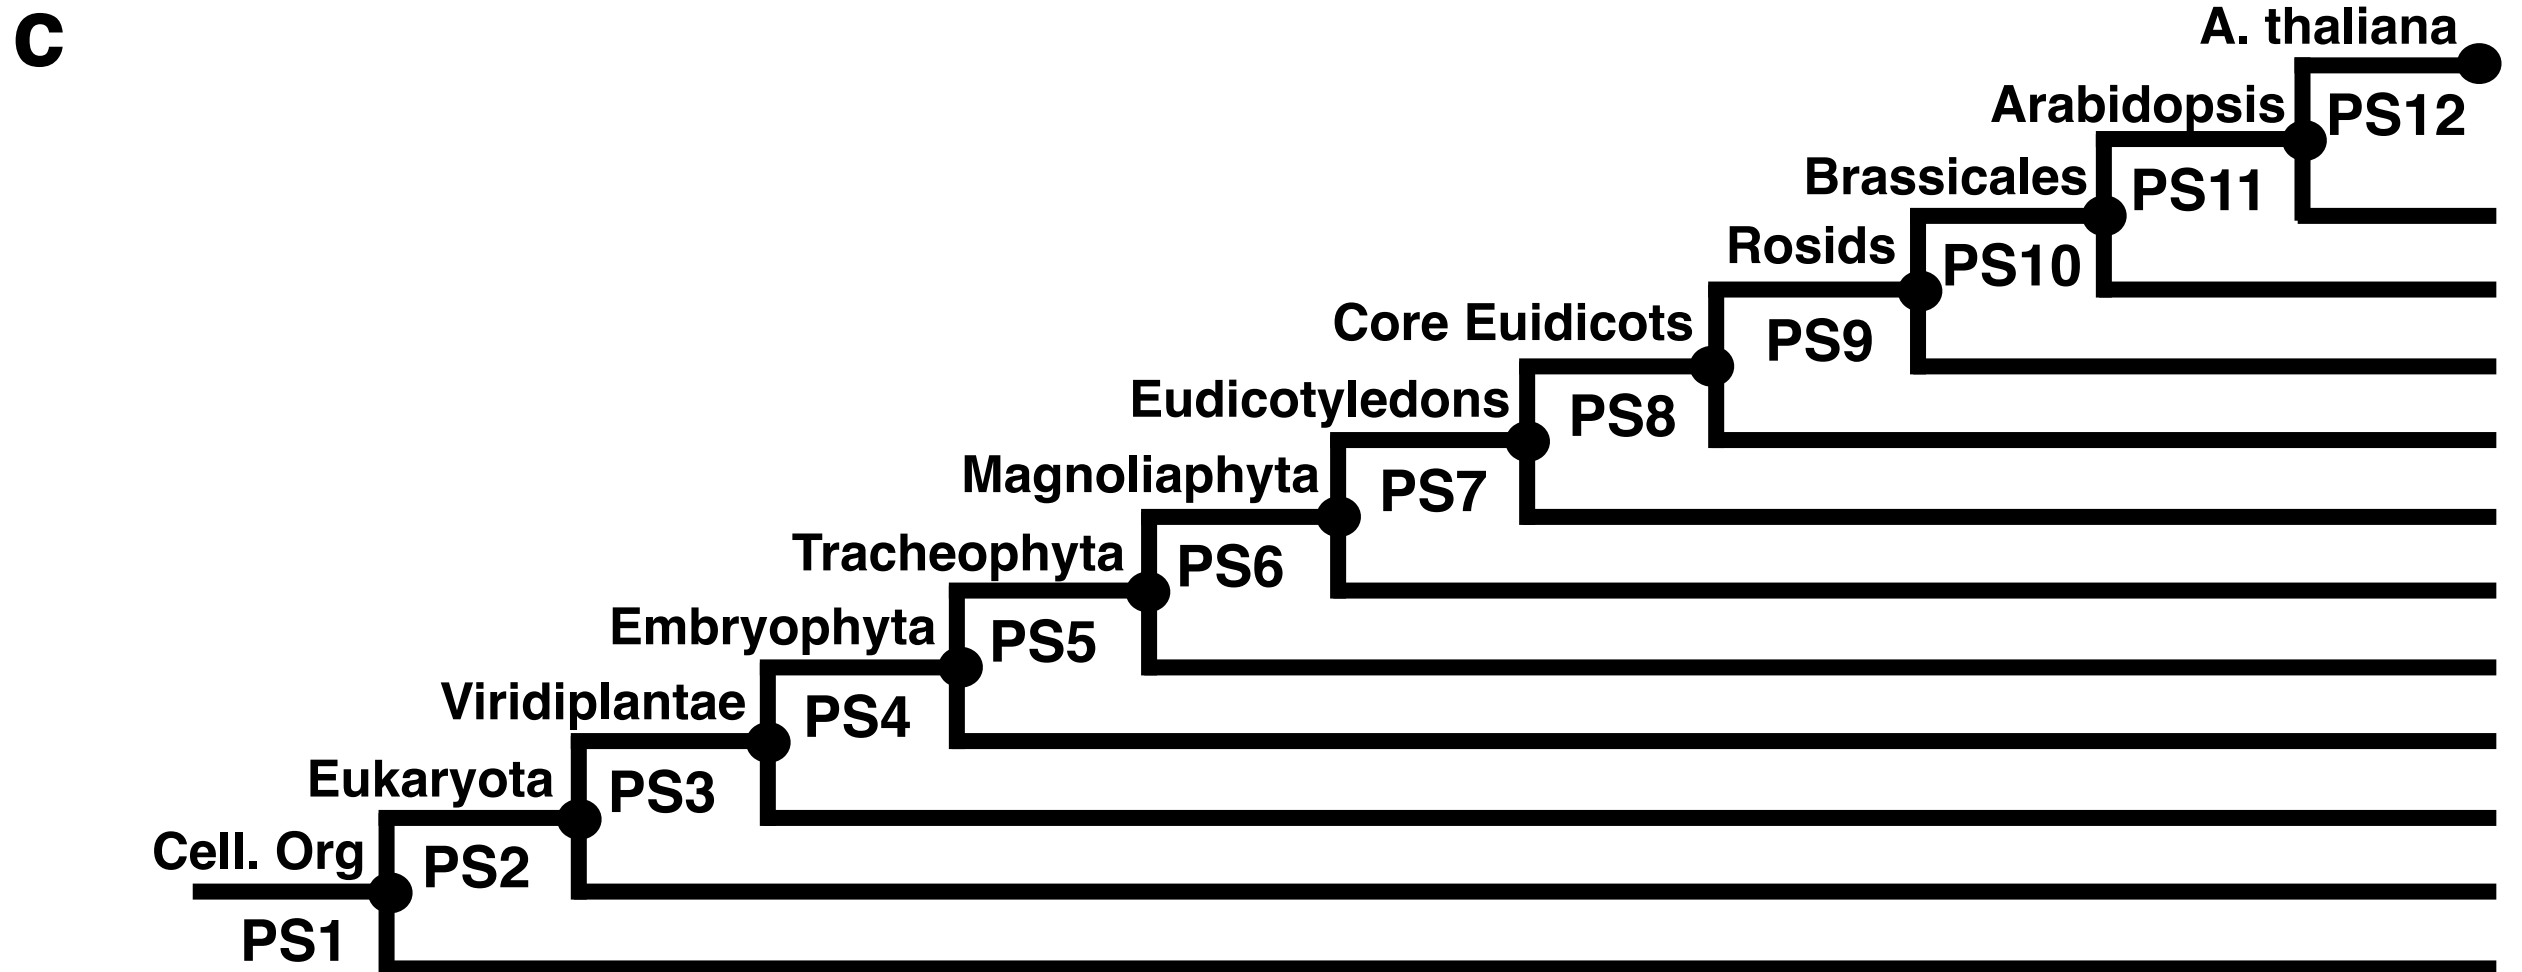 c
A. thaliana
Arabidopsis
PS12
Brassicales
PS11
Rosids
PS10
Core Euidicots
PS9
Eudicotyledons
PS8
Magnoliaphyta
PS7
Tracheophyta
PS6
Embryophyta
PS5
Viridiplantae
PS4
Eukaryota
PS3
Cell. Org
PS2
PS1